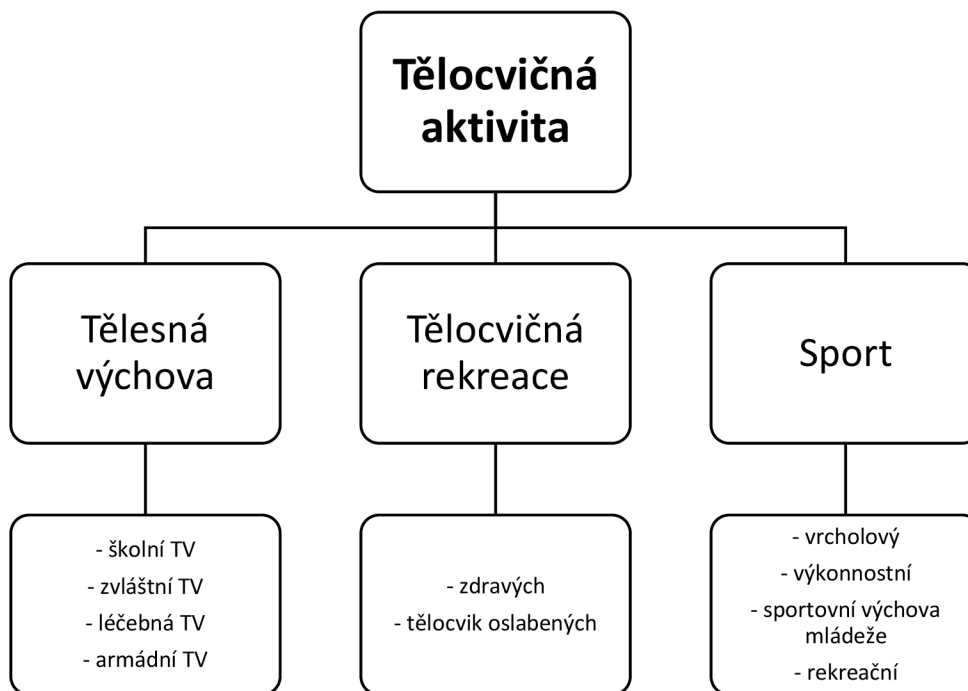 Tělocvičná
aktivita
Tělesná
výchova
Tělocvičná
rekreace
Sport
- školní TV
- zvláštní TV
- léčebná TV
- armádní TV
- zdravých
- tělocvik oslabených
- vrcholový
- výkonnostní
- sportovní výchova
mládeže
- rekreační